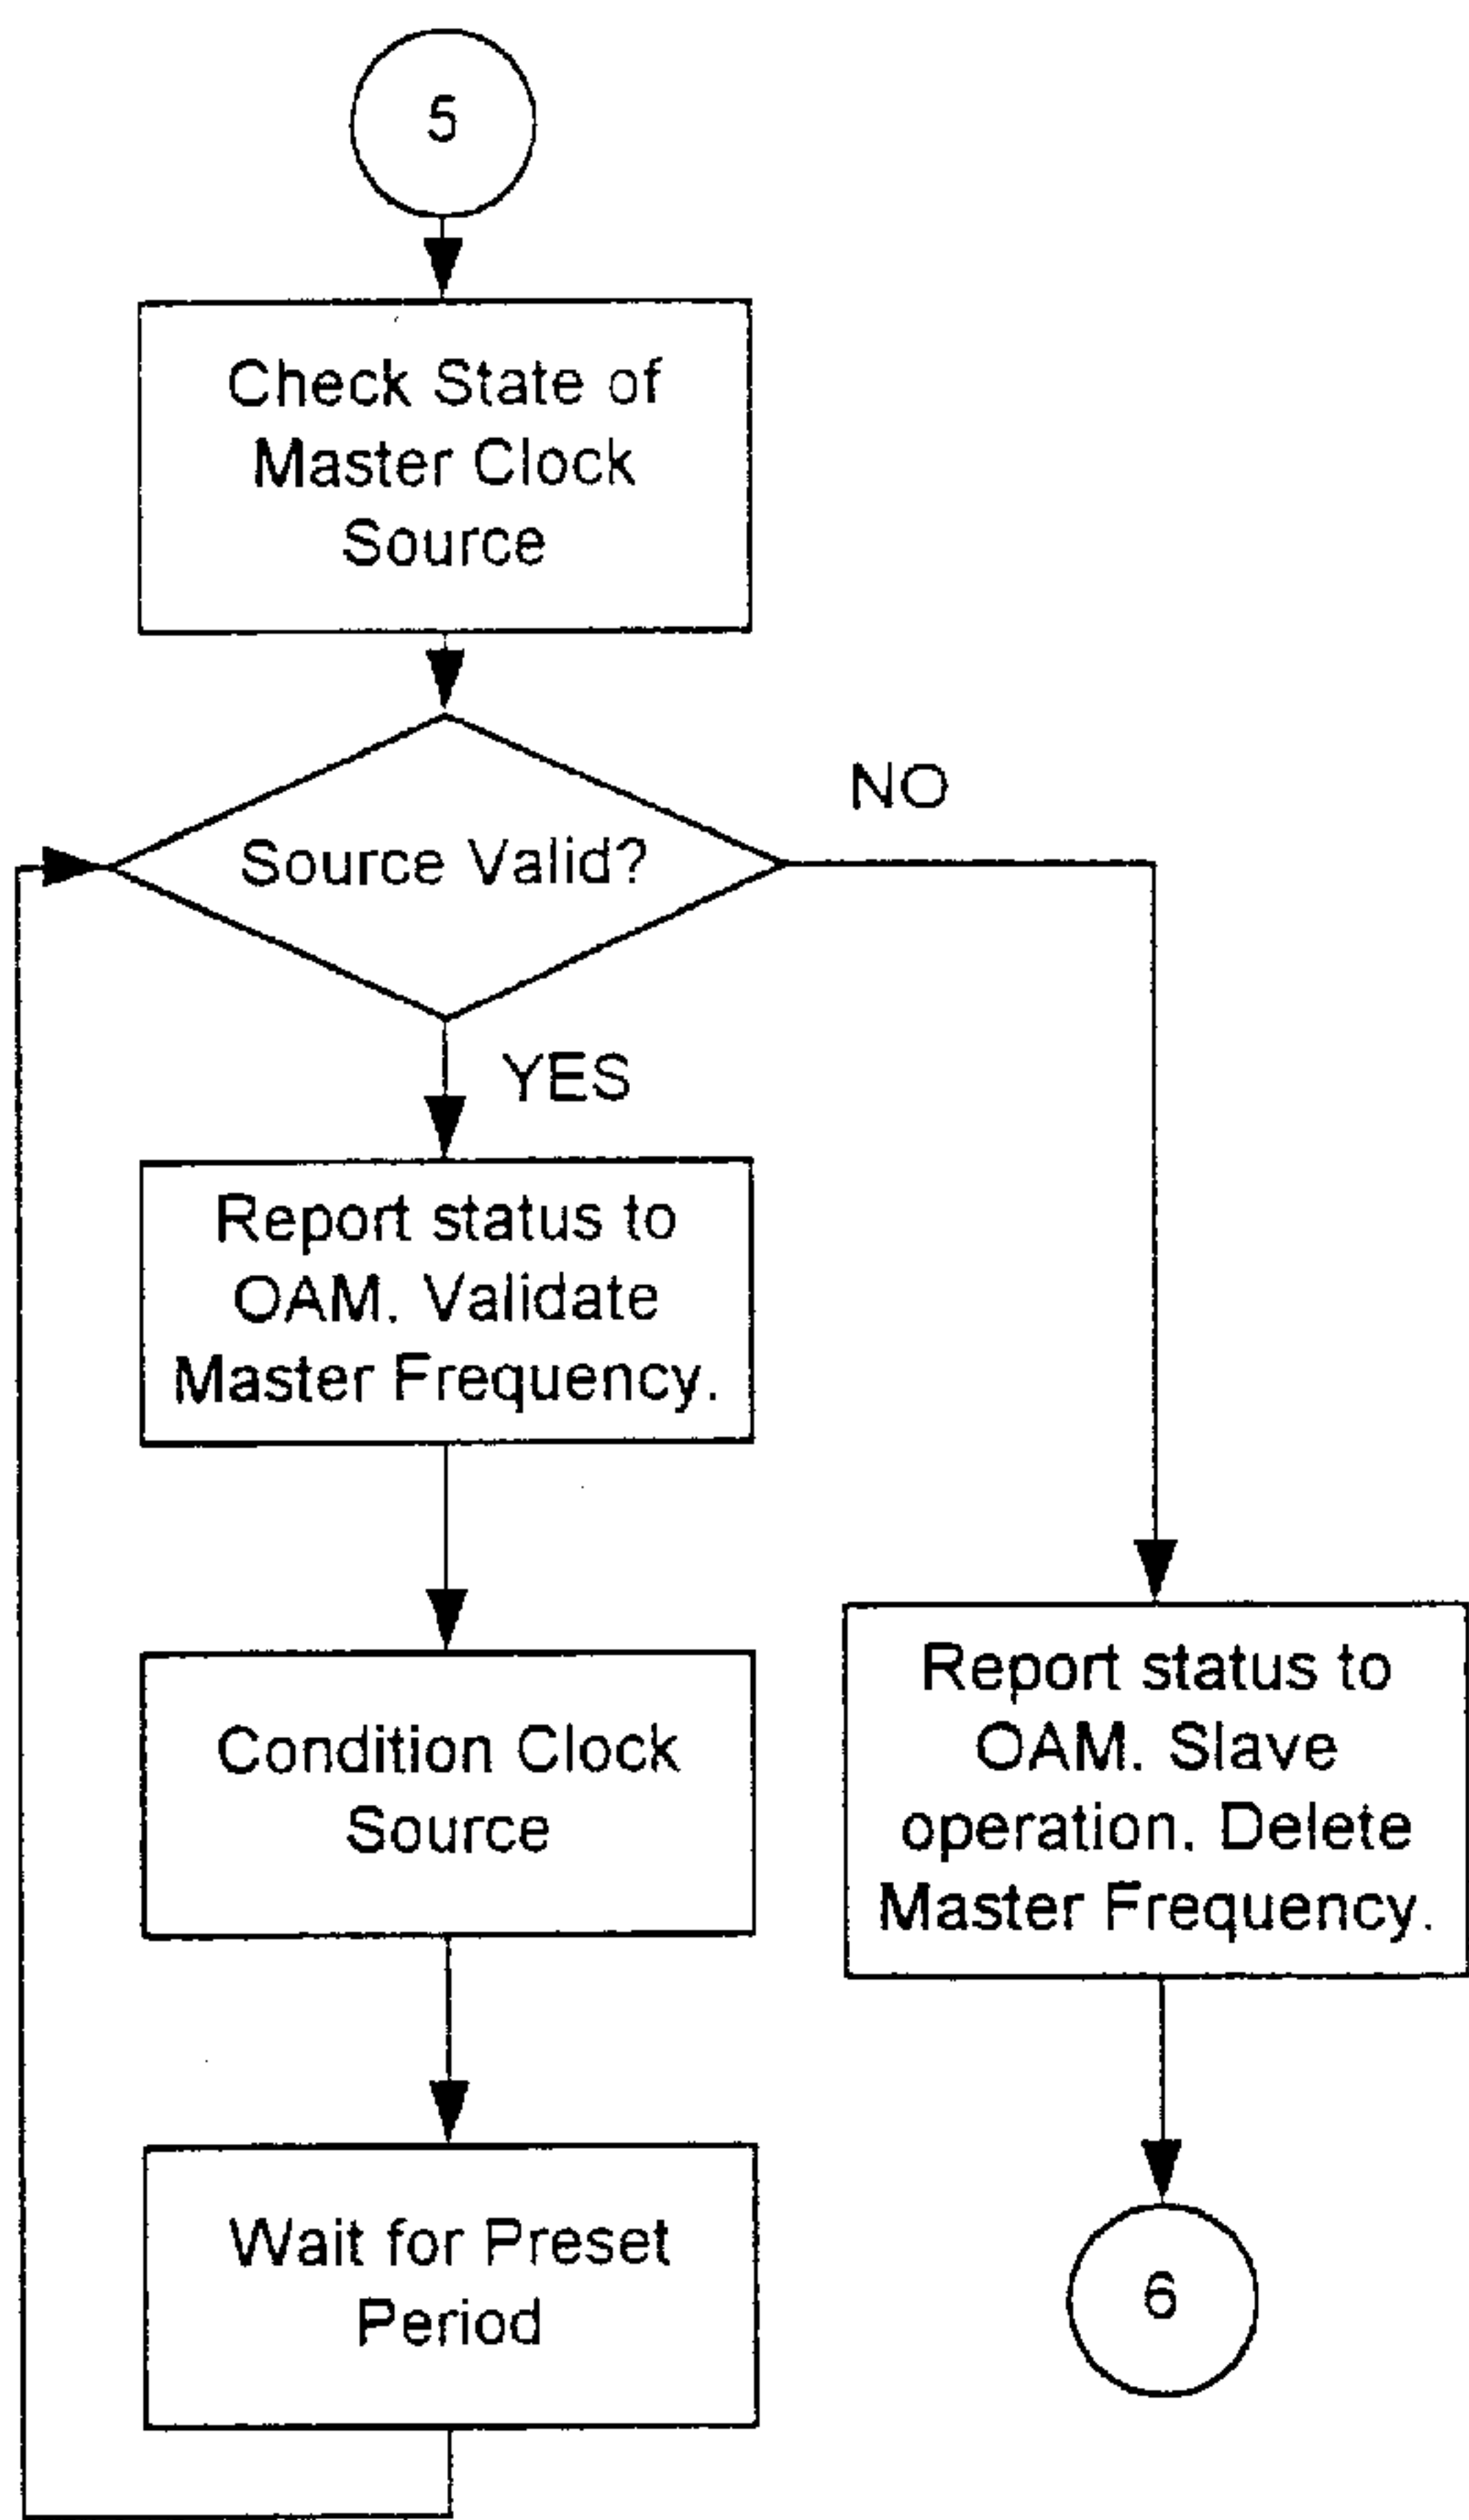 5
Check State of
Master Clock
Source
NO
Source Valid?
YES
Report status to
OAM. Validate
Master Frequency.
Condition Clock
Source
Report status to
OAM. Slave
operation. Delete
Master Frequency.
Wait for Preset
Period
6